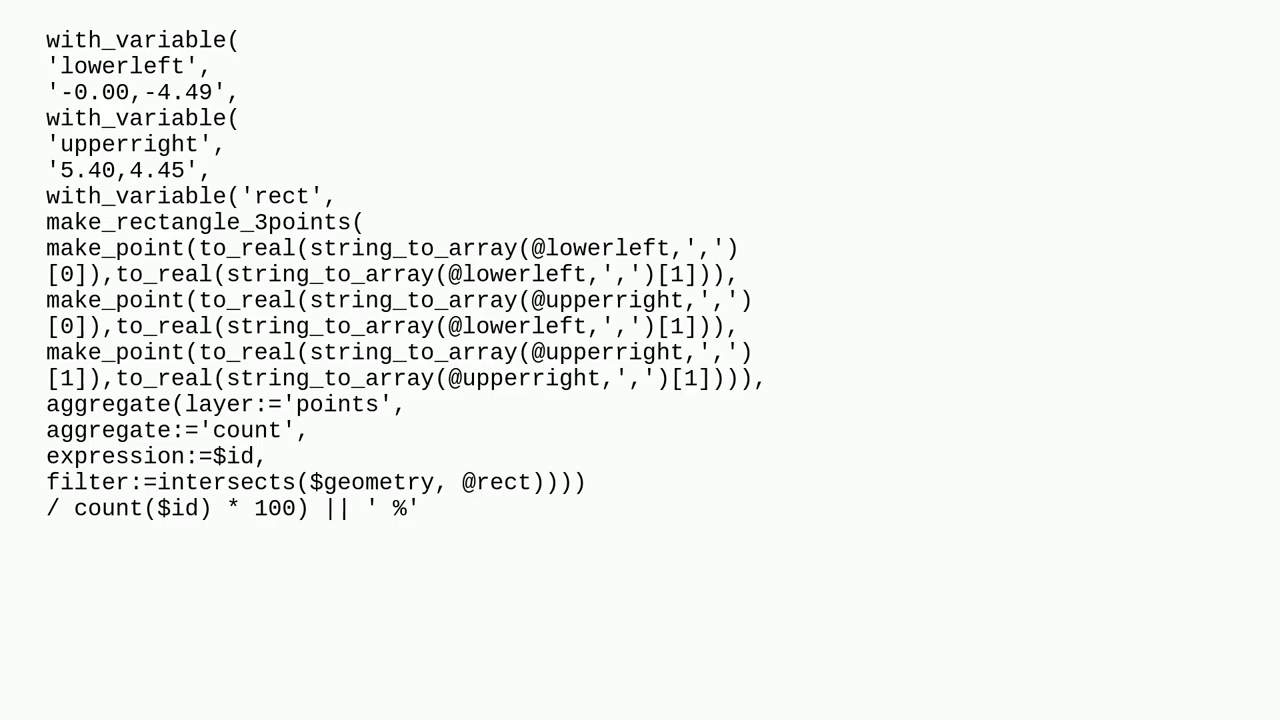 with_variable(
'lowerleft',
'-0.00,-4.49',
with_variable(
'upperright',
'5.40,4.45',
with_variable('rect',
make_rectangle_3points(
make_point(to_real(string_to_array(@lowerleft,',')
[0]),to_real(string_to_array(@lowerleft,',')[1])),
make_point(to_real(string_to_array(@upperright,',')
[0]),to_real(string_to_array(@lowerleft,',')[1])),
make_point(to_real(string_to_array(@upperright,',')
[1]),to_real(string_to_array(@upperright,',')[1]))),
aggregate(layer:='points',
aggregate:='count',
expression:=$id,
filter:=intersects($geometry, @rect))))
/ count($id) * 100) || ' %'